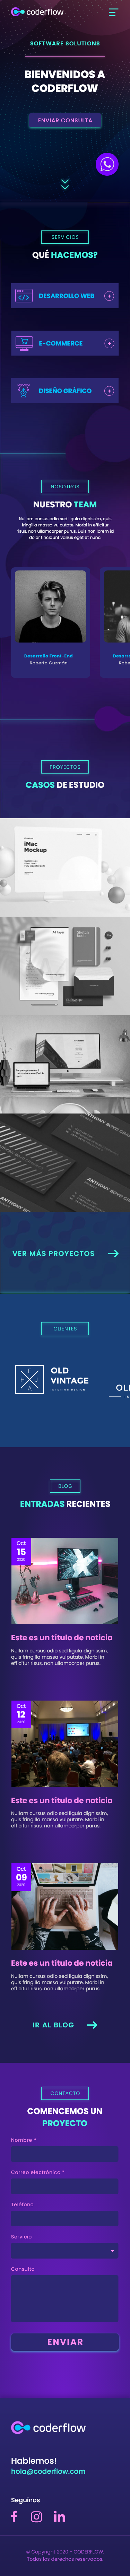 coderflow
SOFTWARE SOLUTIONS
BIENVENIDOS A
CODERFLOW
ENVIAR CONSULTA
SERVICIOS
QUÉ HACEMOS?
DESARROLLO WEB
E-COMMERCE
DISEÑO GRÁFICO
NOSOTROS
NUESTRO TEAM
Nullam cursus odio sed ligula dignissim, quis
fringilla massa vulputate. Morbi in efficitur
risus, non ullamcorper purus. Duis non lorem id
dolor tincidunt varius eget at nunc.
Desarrollo Front-End
Roberto Guzmán
PROYECTOS
CASOS DE ESTUDIO
iMac
Mockup
ANTHONY BOYD GRAPHICS
VER MÁS PROYECTOS
CLIENTES
OLD
VINTAGE
INTERIOR DESIGN
BLOG
ENTRADAS RECIENTES
Oct
15
2020
Este es un título de noticia
Nullam cursus odio sed ligula dignissim,
quis fringilla massa vulputate. Morbi in
efficitur risus, non ullamcorper purus.
Oct
12
2020
Este es un título de noticia
Nullam cursus odio sed ligula dignissim,
quis fringilla massa vulputate. Morbi in
efficitur risus, non ullamcorper purus.
Oct
09
2020
Este es un título de noticia
Nullam cursus odio sed ligula dignissim,
quis fringilla massa vulputate. Morbi in
efficitur risus, non ullamcorper purus.
IR AL BLOG
CONTACTO
COMENCEMOS UN
PROYECTO
Nombre *
Correo electrónico *
Teléfono
Servicio
Consulta
ENVIAR
coderflow
Hablemos!
hola@coderflow.com
Seguinos
© Copyright 2020 - CODERFLOW.
Todos los derechos reservados.